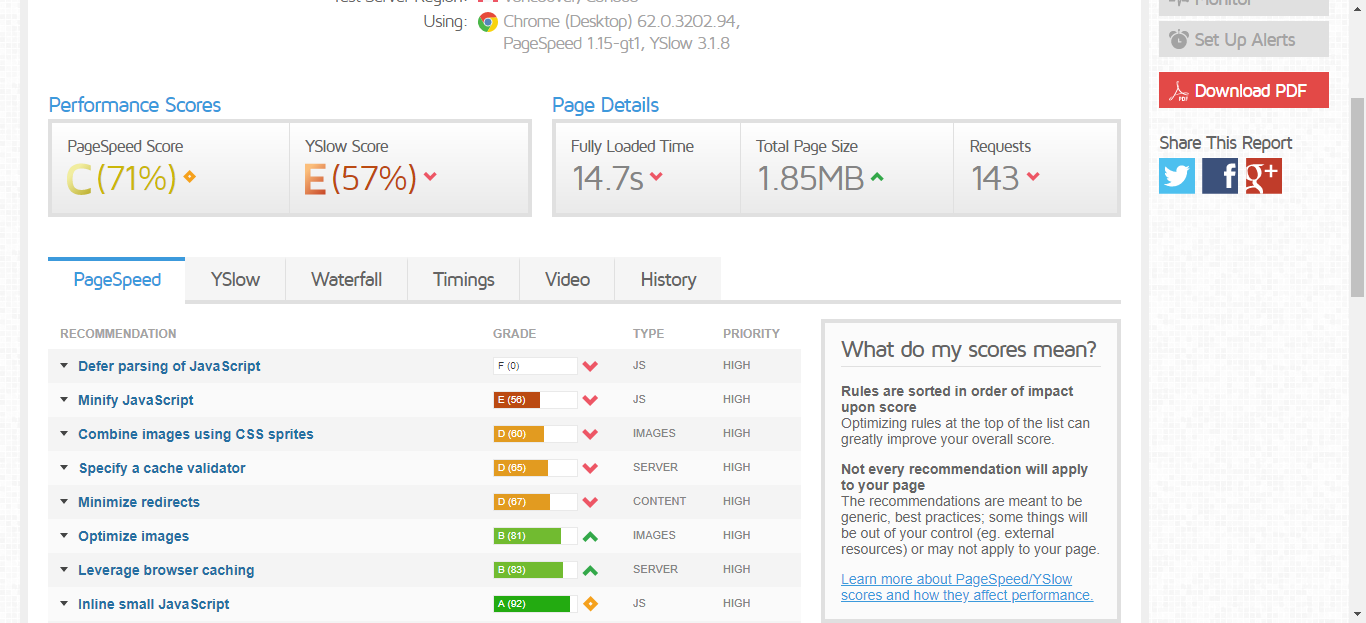 Using:
Chrome (Desktop) 62.0.3202.94,
PageSpeed 1.15-gt1, YSlow 3.1.8
Monitor
Set Up Alerts
Download PDF
Share This Report
Performance Scores
PageSpeed Score
C (71%)
YSlow Score
E (57%)
Page Details
Fully Loaded Time
14.7s
Total Page Size
1.85MB
Requests
143
PageSpeed
YSlow
Waterfall
Timings
Video
History
RECOMMENDATION GRADE TYPE PRIORITY
Defer parsing of JavaScript F (0) JS HIGH
Minify JavaScript E (56) JS HIGH
Combine images using CSS sprites D (60) IMAGES HIGH
Specify a cache validator D (65) SERVER HIGH
Minimize redirects D (67) CONTENT HIGH
Optimize images B (81) IMAGES HIGH
Leverage browser caching B (83) SERVER HIGH
Inline small JavaScript A (92) JS HIGH
What do my scores mean?
Rules are sorted in order of impact
upon score
Optimizing rules at the top of the list can
greatly improve your overall score.
Not every recommendation will apply
to your page
The recommendations are meant to be
generic, best practices; some things will
be out of your control (eg. external
resources) or may not apply to your page.
Learn more about PageSpeed/YSlow
scores and how they affect performance.